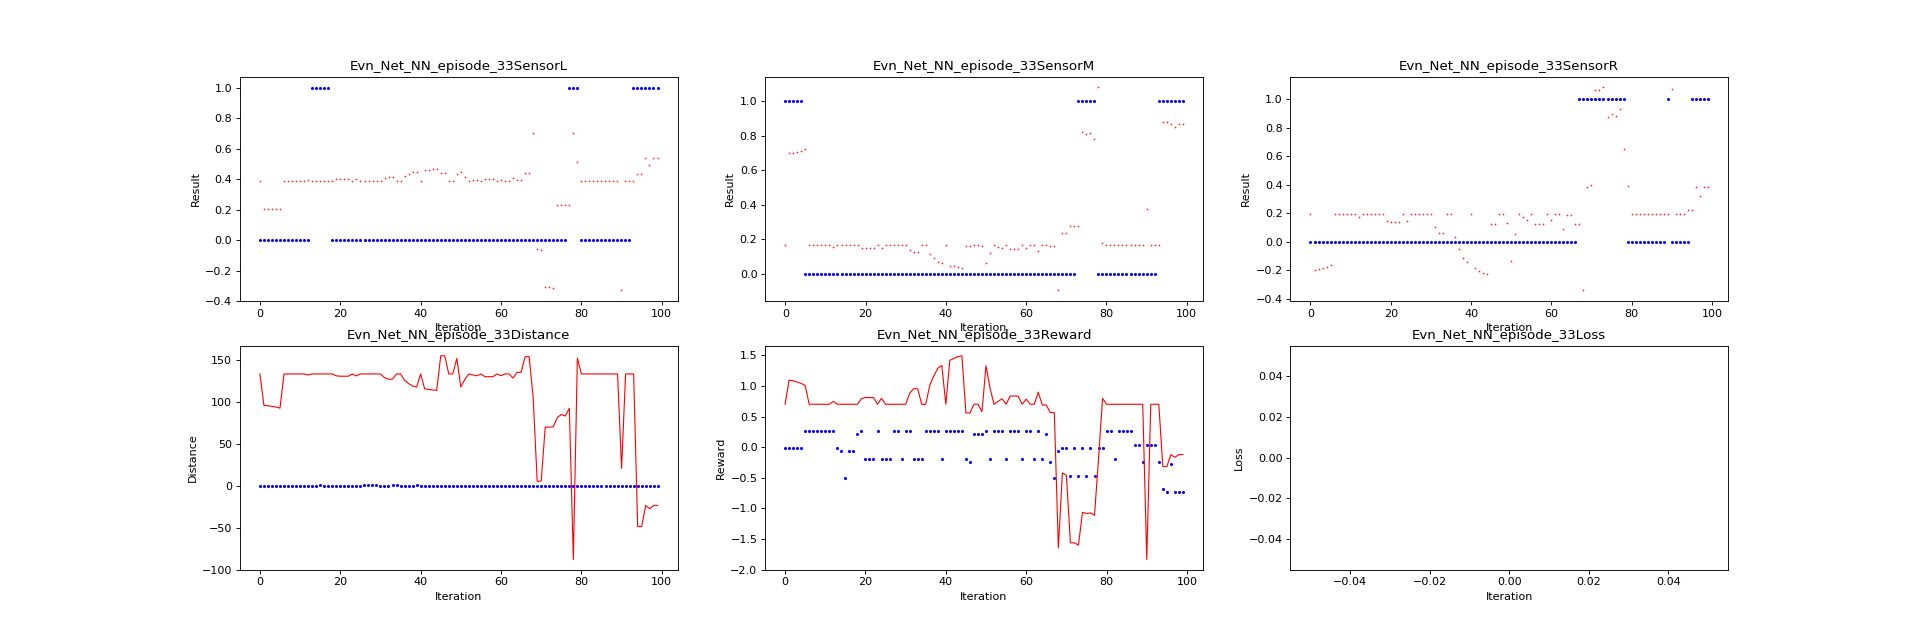 Evn_Net_NN_episode_33SensorL
Evn_Net_NN_episode_33SensorM
Evn_Net_NN_episode_33SensorR
Result
1.0
0.8
0.6
0.4
0.2
0.0
−0.2
−0.4
0 20 40 60 80 100
Iteration
Result
1.0
0.8
0.6
0.4
0.2
0.0
0 20 40 60 80 100
Iteration
Result
1.0
0.8
0.6
0.4
0.2
0.0
−0.2
−0.4
0 20 40 60 80 100
Iteration
Evn_Net_NN_episode_33Distance
Evn_Net_NN_episode_33Reward
Evn_Net_NN_episode_33Loss
Distance
150
100
50
0
−50
−100
0 20 40 60 80 100
Iteration
Reward
1.5
1.0
0.5
0.0
−0.5
−1.0
−1.5
−2.0
0 20 40 60 80 100
Iteration
Loss
0.04
0.02
0.00
−0.02
−0.04
−0.04 −0.02 0.00 0.02 0.04
Iteration